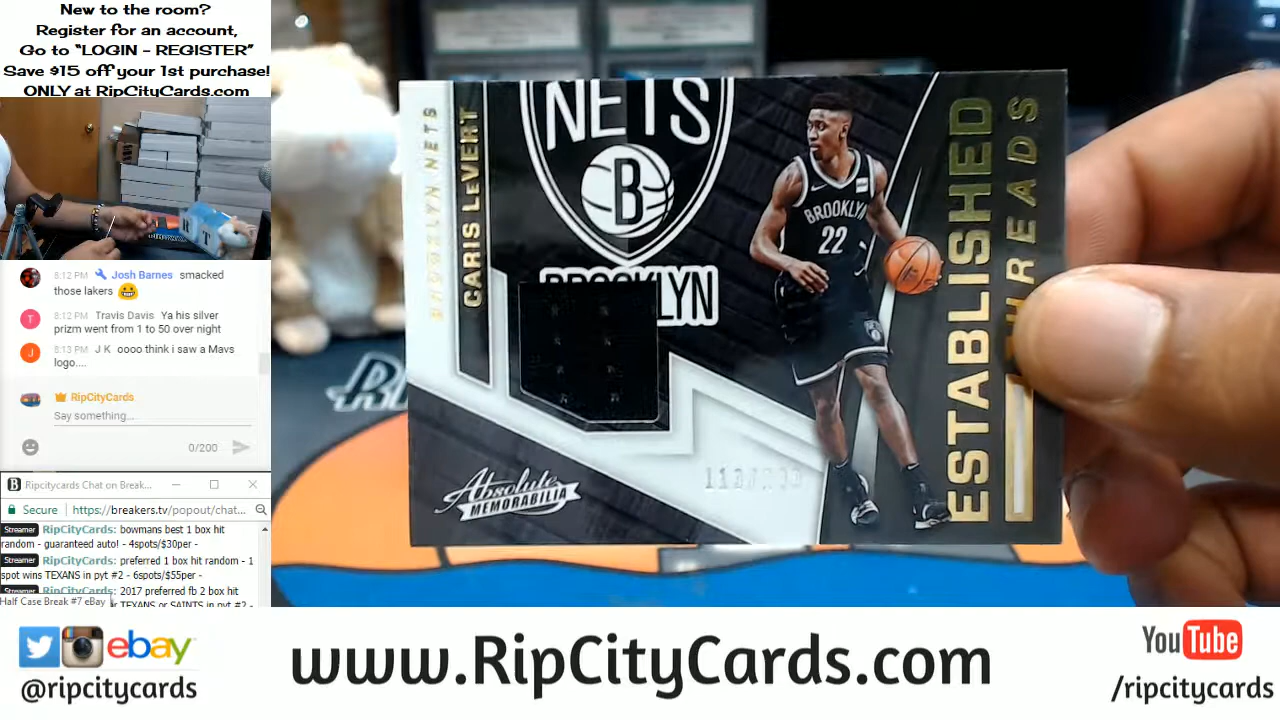 New to the room?
Register for an account,
Go to “LOGIN - REGISTER”
Save $15 off your 1st purchase!
ONLY at RipCityCards.com
8:12 PM Josh Barnes smacked
those lakers
T 8:12 PM Travis Davis Ya his silver
prizm went from 1 to 50 over night
J 8:13 PM J K oooo think i saw a Mavs
logo....
RipCityCards
Say something...
0/200
B Ripcitycards Chat on Break...
Secure https://breakers.tv/popout/chat...
Streamer RipCityCards: bowmans best 1 box hit
random - guaranteed auto! - 4spots/$30per -
Streamer RipCityCards: preferred 1 box hit random - 1
spot wins TEXANS in pyt #2 - 6spots/$55per -
Streamer RipCityCards: 2017 preferred fb 2 box hit
TEXANS or SAINTS in pyt #2 -
Half Case Break #7 eBay
BROOKLYN NETS
CARIS LEVERT
NETS
B
BROOKLYN
BROOKLYN
22
ESTABLISHED
THREADS
Absolute
MEMORABILIA
R T
ebay
@ripcitycards
www.RipCityCards.com
YouTube
/ripcitycards